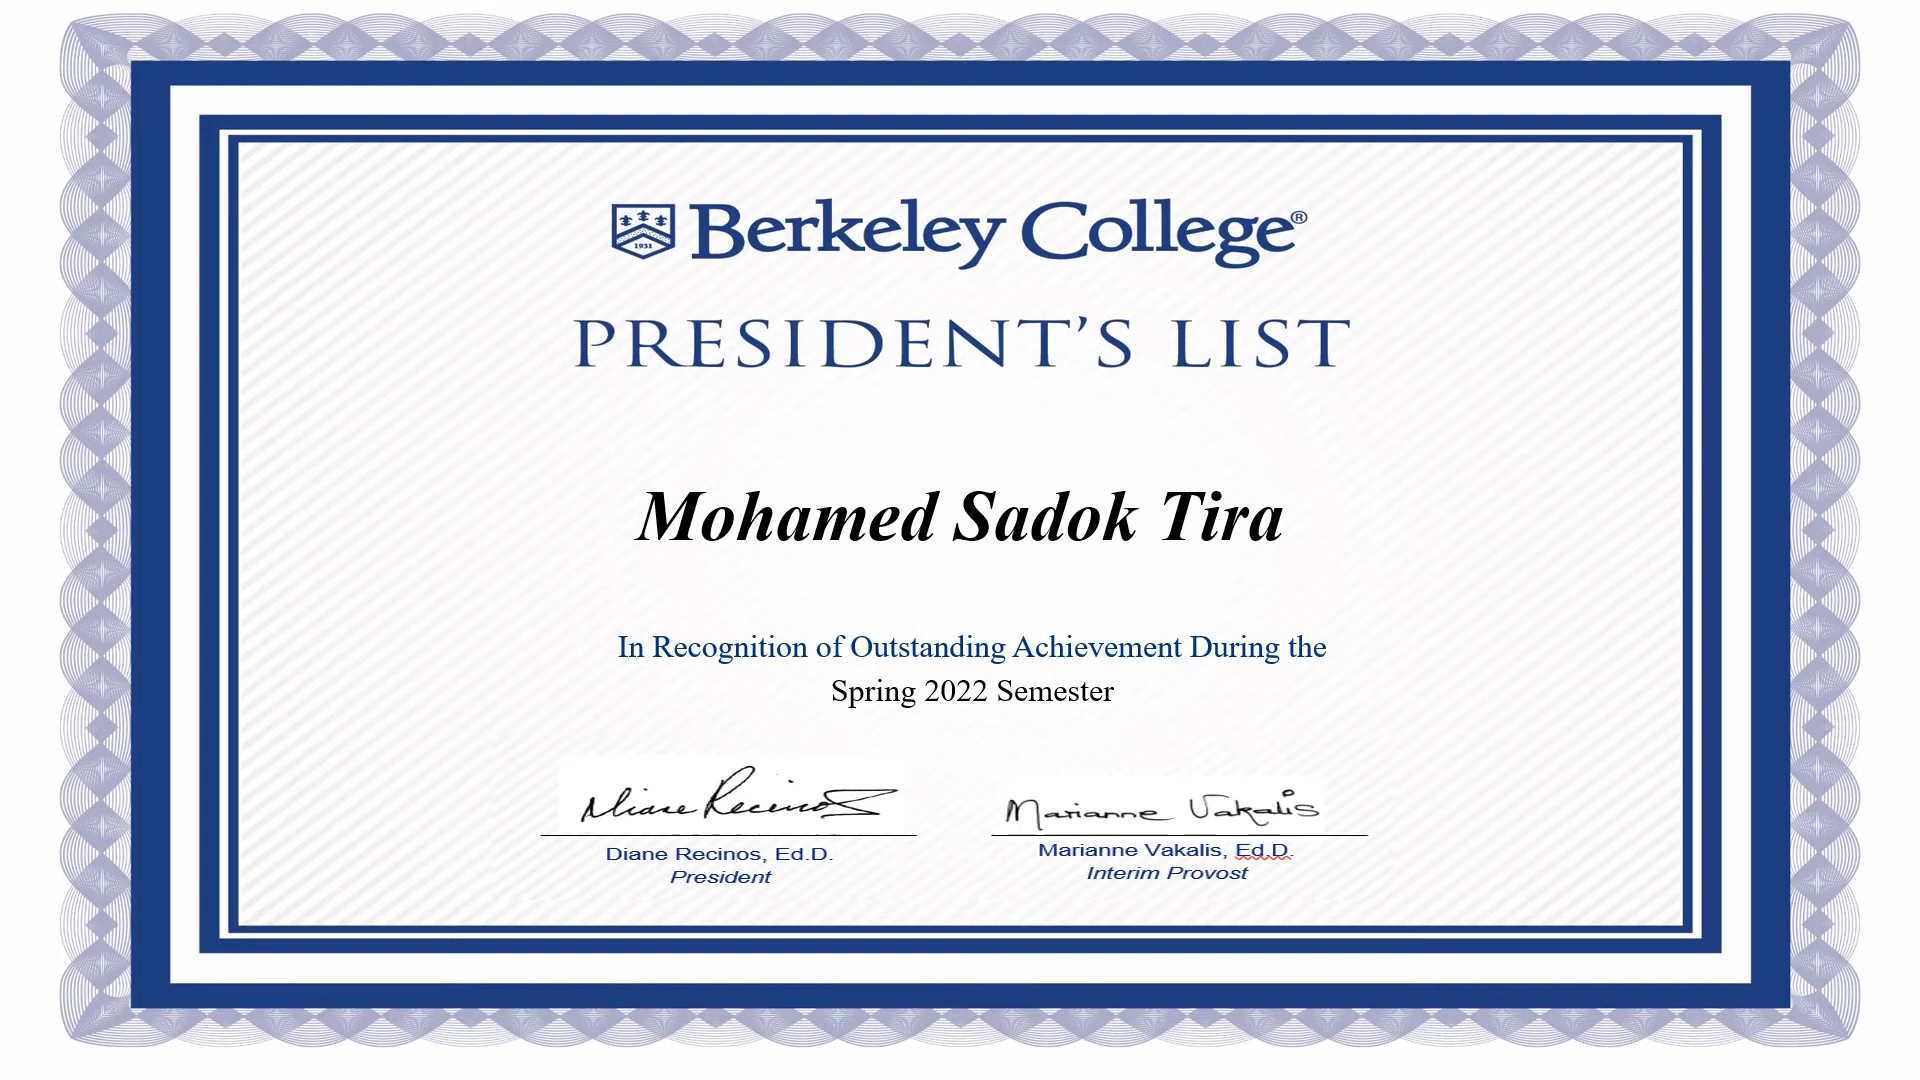 1931
Berkeley College®
PRESIDENT'S LIST
Mohamed Sadok Tira
In Recognition of Outstanding Achievement During the
Spring 2022 Semester
Diane Recinos
Marianne Vakalis
Diane Recinos, Ed.D.
President
Marianne Vakalis, Ed.D.
Interim Provost